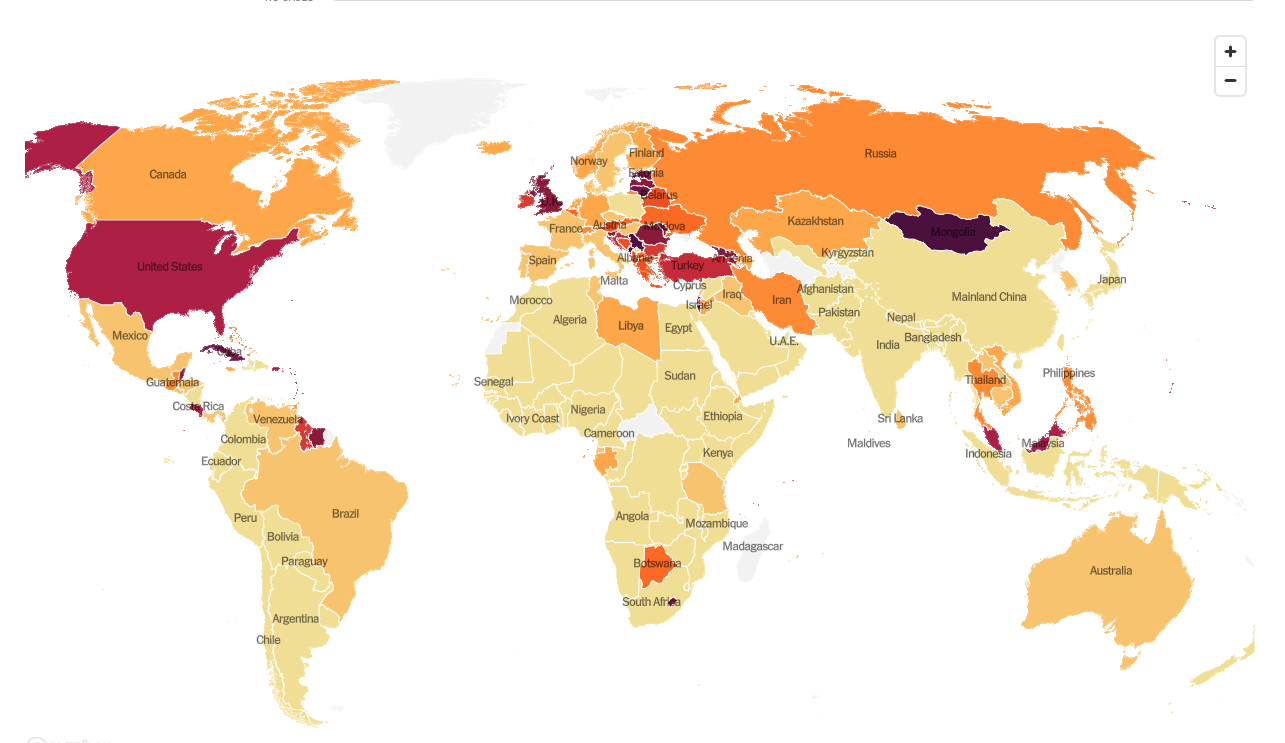 +
−
Canada
Norway
Finland
Russia
Estonia
Belarus
U.K.
Austria
Moldova
France
Kazakhstan
Mongolia
United States
Spain
Albania
Turkey
Armenia
Kyrgyzstan
Malta
Cyprus
Iraq
Iran
Afghanistan
Mainland China
Japan
Morocco
Israel
Pakistan
Nepal
Mexico
Algeria
Libya
Egypt
U.A.E.
India
Bangladesh
Cuba
Guatemala
Senegal
Sudan
Thailand
Philippines
Costa Rica
Nigeria
Ivory Coast
Ethiopia
Sri Lanka
Venezuela
Cameroon
Colombia
Maldives
Malaysia
Ecuador
Kenya
Indonesia
Peru
Brazil
Angola
Mozambique
Bolivia
Madagascar
Paraguay
Botswana
Australia
South Africa
Argentina
Chile